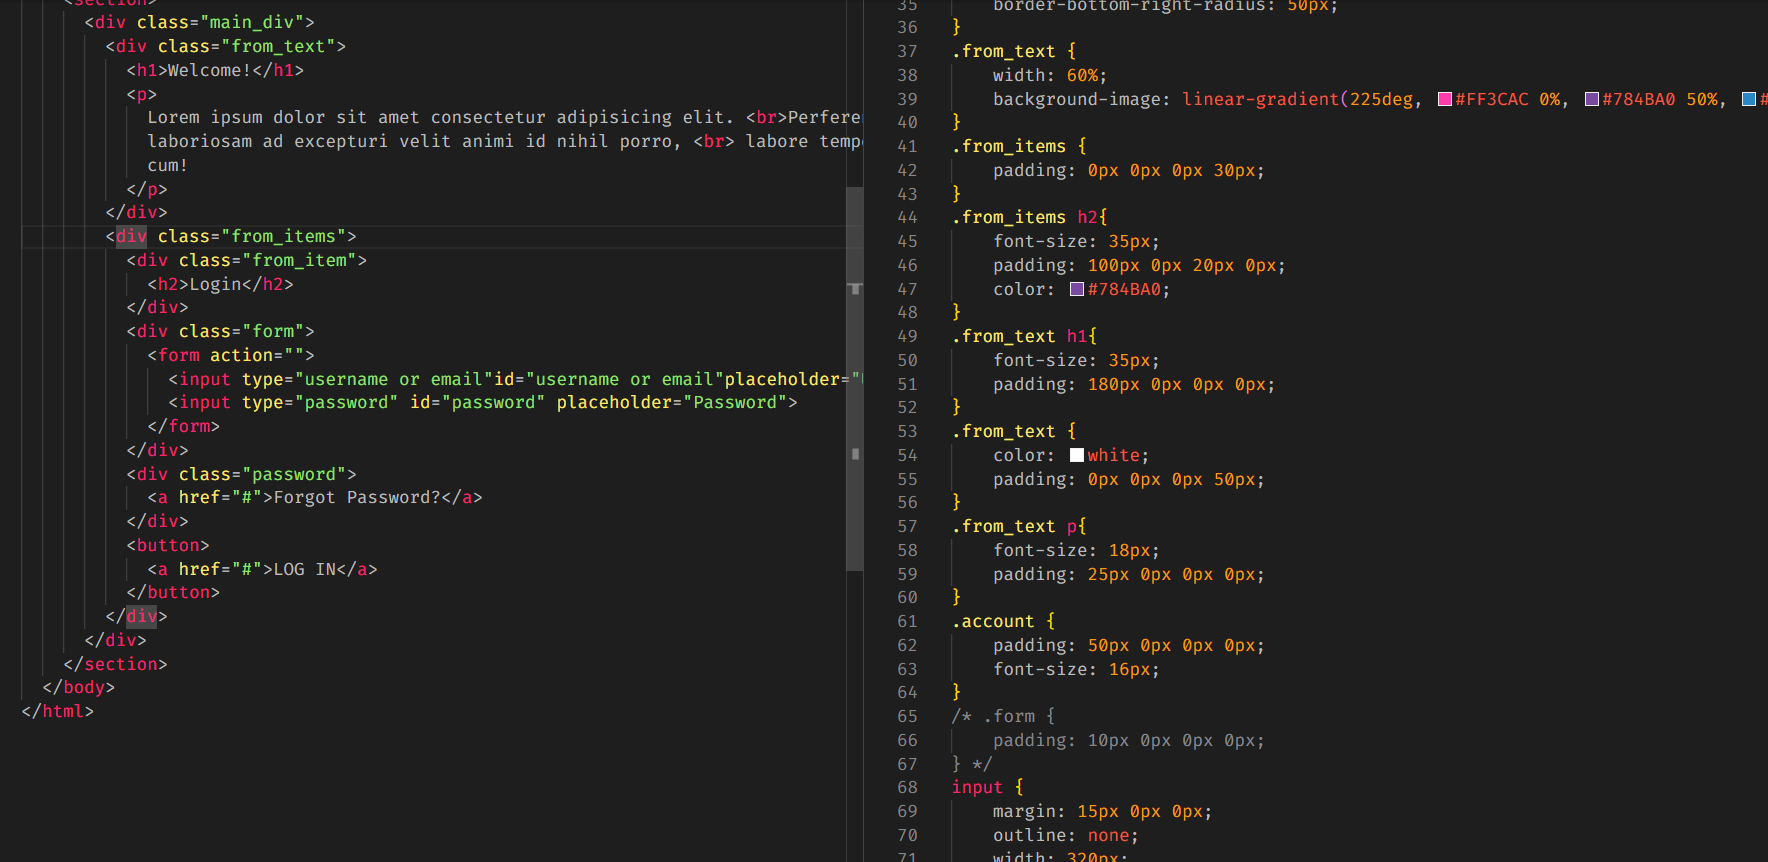 <section>
<div class="main_div">
<div class="from_text">
<h1>Welcome!</h1>
<p>
Lorem ipsum dolor sit amet consectetur adipisicing elit. <br>Perfere
laboriosam ad excepturi velit animi id nihil porro, <br> labore temp
cum!
</p>
</div>
<div class="from_items">
<div class="from_item">
<h2>Login</h2>
</div>
<div class="form">
<form action="">
<input type="username or email"id="username or email"placeholder="
<input type="password" id="password" placeholder="Password">
</form>
</div>
<div class="password">
<a href="#">Forgot Password?</a>
</div>
<button>
<a href="#">LOG IN</a>
</button>
</div>
</div>
</section>
</body>
</html>
35 border-bottom-right-radius: 50px;
36 }
37 .from_text {
38 width: 60%;
39 background-image: linear-gradient(225deg, #FF3CAC 0%, #784BA0 50%, #
40 }
41 .from_items {
42 padding: 0px 0px 0px 30px;
43 }
44 .from_items h2{
45 font-size: 35px;
46 padding: 100px 0px 20px 0px;
47 color: #784BA0;
48 }
49 .from_text h1{
50 font-size: 35px;
51 padding: 180px 0px 0px 0px;
52 }
53 .from_text {
54 color: white;
55 padding: 0px 0px 0px 50px;
56 }
57 .from_text p{
58 font-size: 18px;
59 padding: 25px 0px 0px 0px;
60 }
61 .account {
62 padding: 50px 0px 0px 0px;
63 font-size: 16px;
64 }
65 /* .form {
66 padding: 10px 0px 0px 0px;
67 } */
68 input {
69 margin: 15px 0px 0px;
70 outline: none;
71 width: 320px;